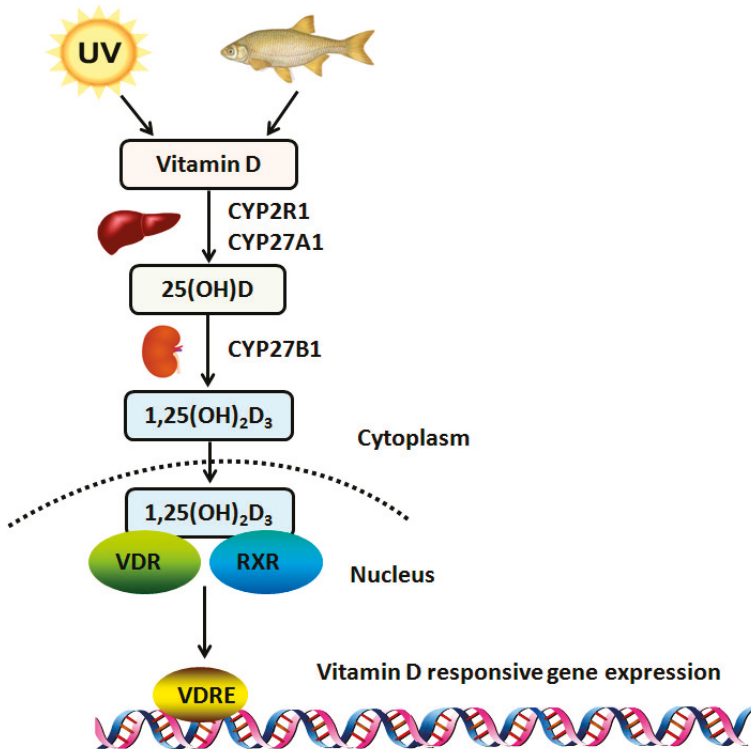 UV
Vitamin D
CYP2R1
CYP27A1
25(OH)D
CYP27B1
1,25(OH)₂D₃
Cytoplasm
1,25(OH)₂D₃
VDR
RXR
Nucleus
Vitamin D responsive gene expression
VDRE